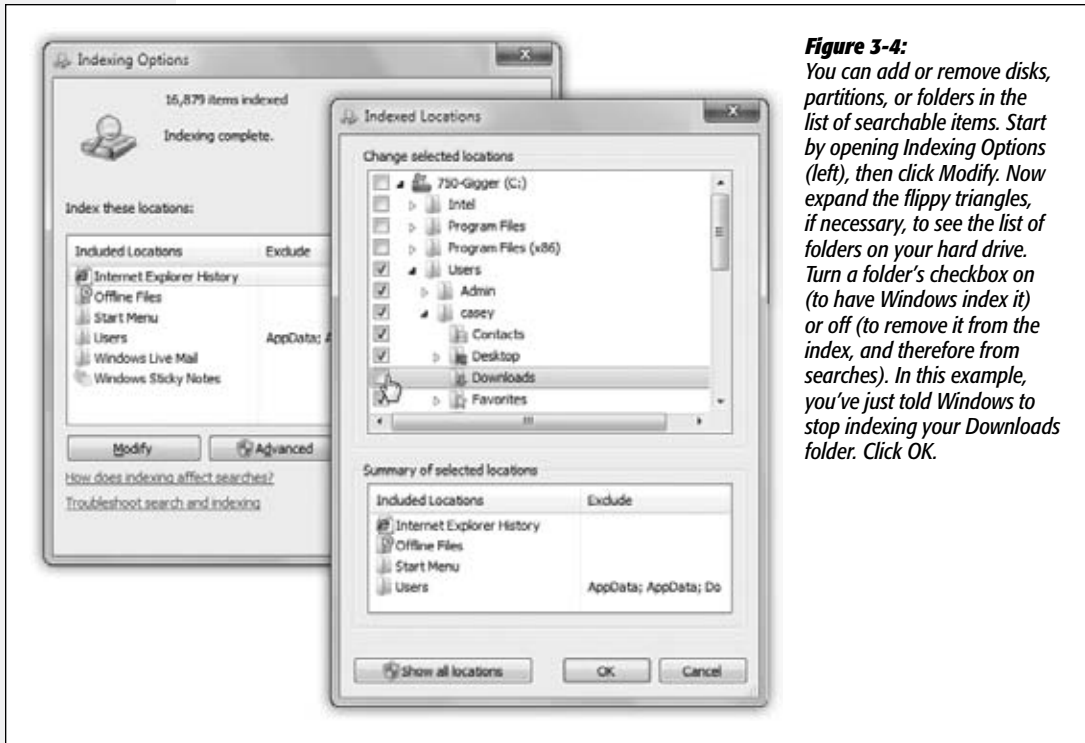 Indexing Options
16,879 items indexed
Indexing complete.
Index these locations:
Included Locations Exclude
Internet Explorer History
Offline Files
Start Menu
Users AppData; A
Windows Live Mail
Windows Sticky Notes
Modify Advanced
How does indexing affect searches?
Troubleshoot search and indexing
Indexed Locations
Change selected locations
750-Gigger (C:)
Intel
Program Files
Program Files (x86)
Users
Admin
casey
Contacts
Desktop
Downloads
Favorites
Summary of selected locations
Included Locations Exclude
Internet Explorer History
Offline Files
Start Menu
Users AppData; AppData; Do
Show all locations OK Cancel
Figure 3-4:
You can add or remove disks,
partitions, or folders in the
list of searchable items. Start
by opening Indexing Options
(left), then click Modify. Now
expand the flippy triangles,
if necessary, to see the list of
folders on your hard drive.
Turn a folder’s checkbox on
(to have Windows index it)
or off (to remove it from the
index, and therefore from
searches). In this example,
you’ve just told Windows to
stop indexing your Downloads
folder. Click OK.